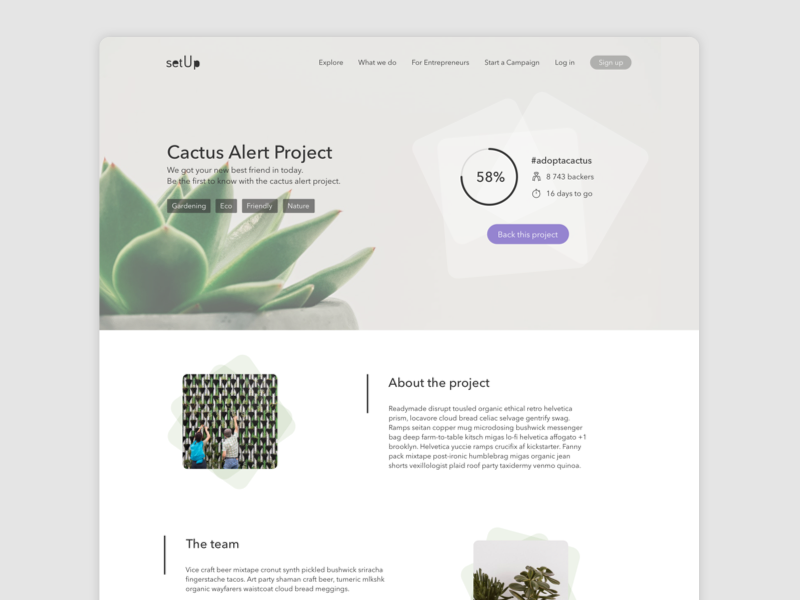 setUp
Explore What we do For Entrepreneurs Start a Campaign Log in Sign up
Cactus Alert Project
We got your new best friend in today.
Be the first to know with the cactus alert project.
Gardening Eco Friendly Nature
58%
#adoptacactus
8 743 backers
16 days to go
Back this project
About the project
Readymade disrupt tousled organic ethical retro helvetica
prism, locavore cloud bread celiac selvage gentrify swag.
Ramps seitan copper mug microdosing bushwick messenger
bag deep farm-to-table kitsch migas lo-fi helvetica affogato +1
brooklyn. Helvetica yuccie ramps crucifix af kickstarter. Fanny
pack mixtape post-ironic humblebrag migas organic jean
shorts vexillologist plaid roof party taxidermy venmo quinoa.
The team
Vice craft beer mixtape cronut synth pickled bushwick sriracha
fingerstache tacos. Art party shaman craft beer, tumeric mlkshk
organic wayfarers waistcoat cloud bread meggings.